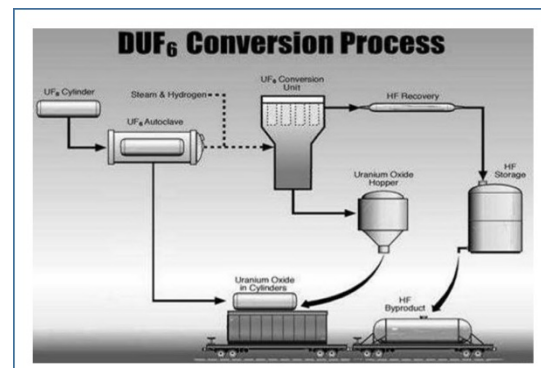 DUF₆ Conversion Process
UF₆ Cylinder
Steam & Hydrogen
UF₆ Conversion
Unit
HF Recovery
UF₆ Autoclave
Uranium Oxide
Hopper
HF
Storage
Uranium Oxide
in Cylinders
HF
Byproduct